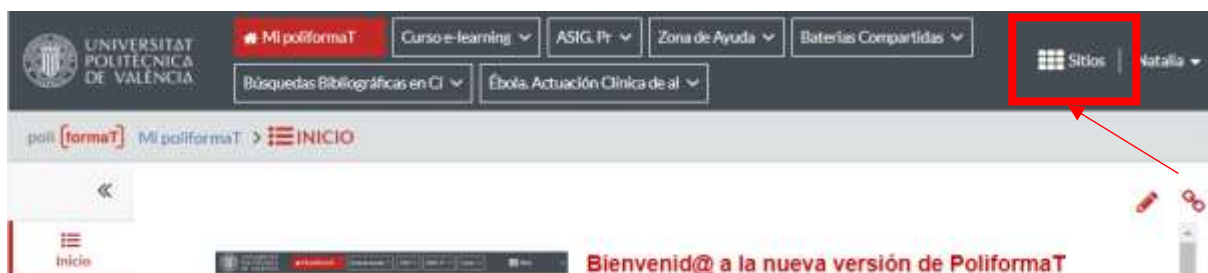 UNIVERSITAT
POLITÈCNICA
DE VALÈNCIA
Mi poliformaT
Curso e-learning
ASIG. Pr
Zona de Ayuda
Baterías Compartidas
Búsquedas Bibliográficas en CI
Ébola. Actuación Clínica de al
Sitios
Natalia
poli [formaT] Mi poliformaT > INICIO
«
Inicio
Bienvenid@ a la nueva versión de PoliformaT